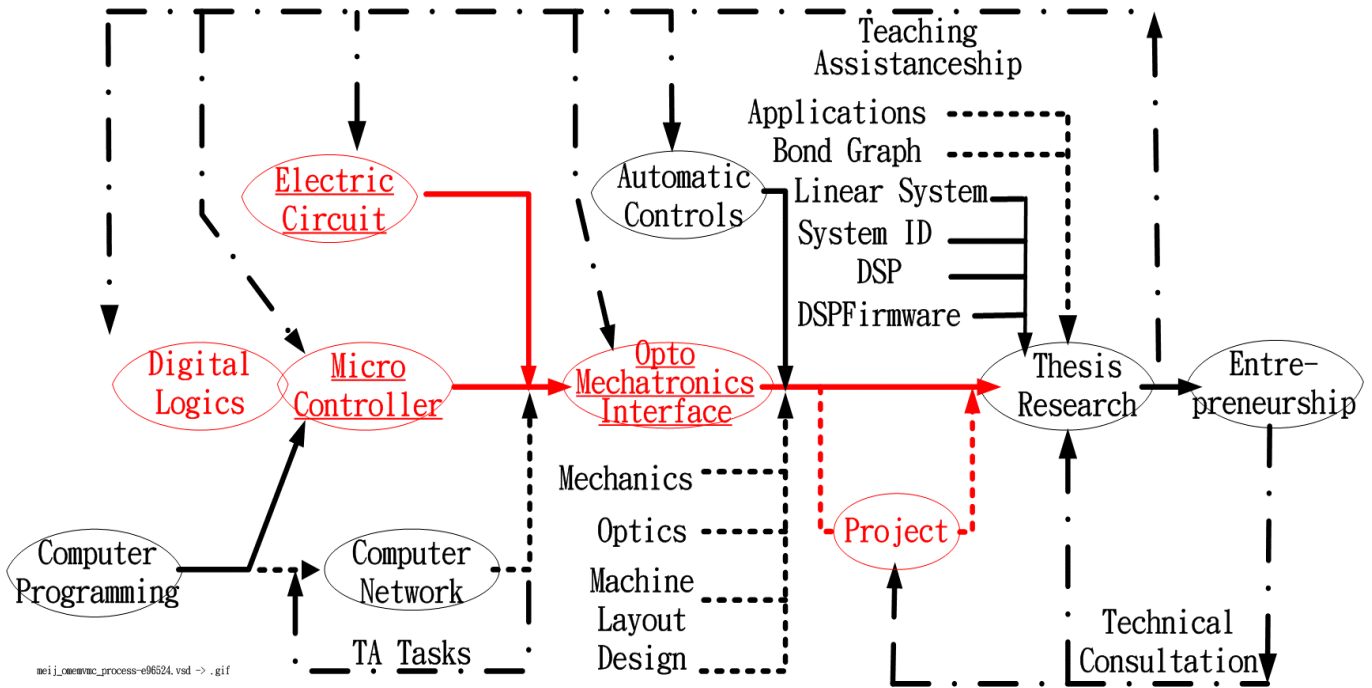 Teaching
Assistanceship
Applications
Bond Graph
Linear System
System ID
DSP
DSPFirmware
Electric
Circuit
Automatic
Controls
Digital
Logics
Micro
Controller
Opto
Mechatronics
Interface
Thesis
Research
Entre-
preneurship
Mechanics
Optics
Machine
Layout
Design
Project
Computer
Programming
Computer
Network
TA Tasks
Technical
Consultation
meij_omemvmc_process-e96524.vsd -> .gif